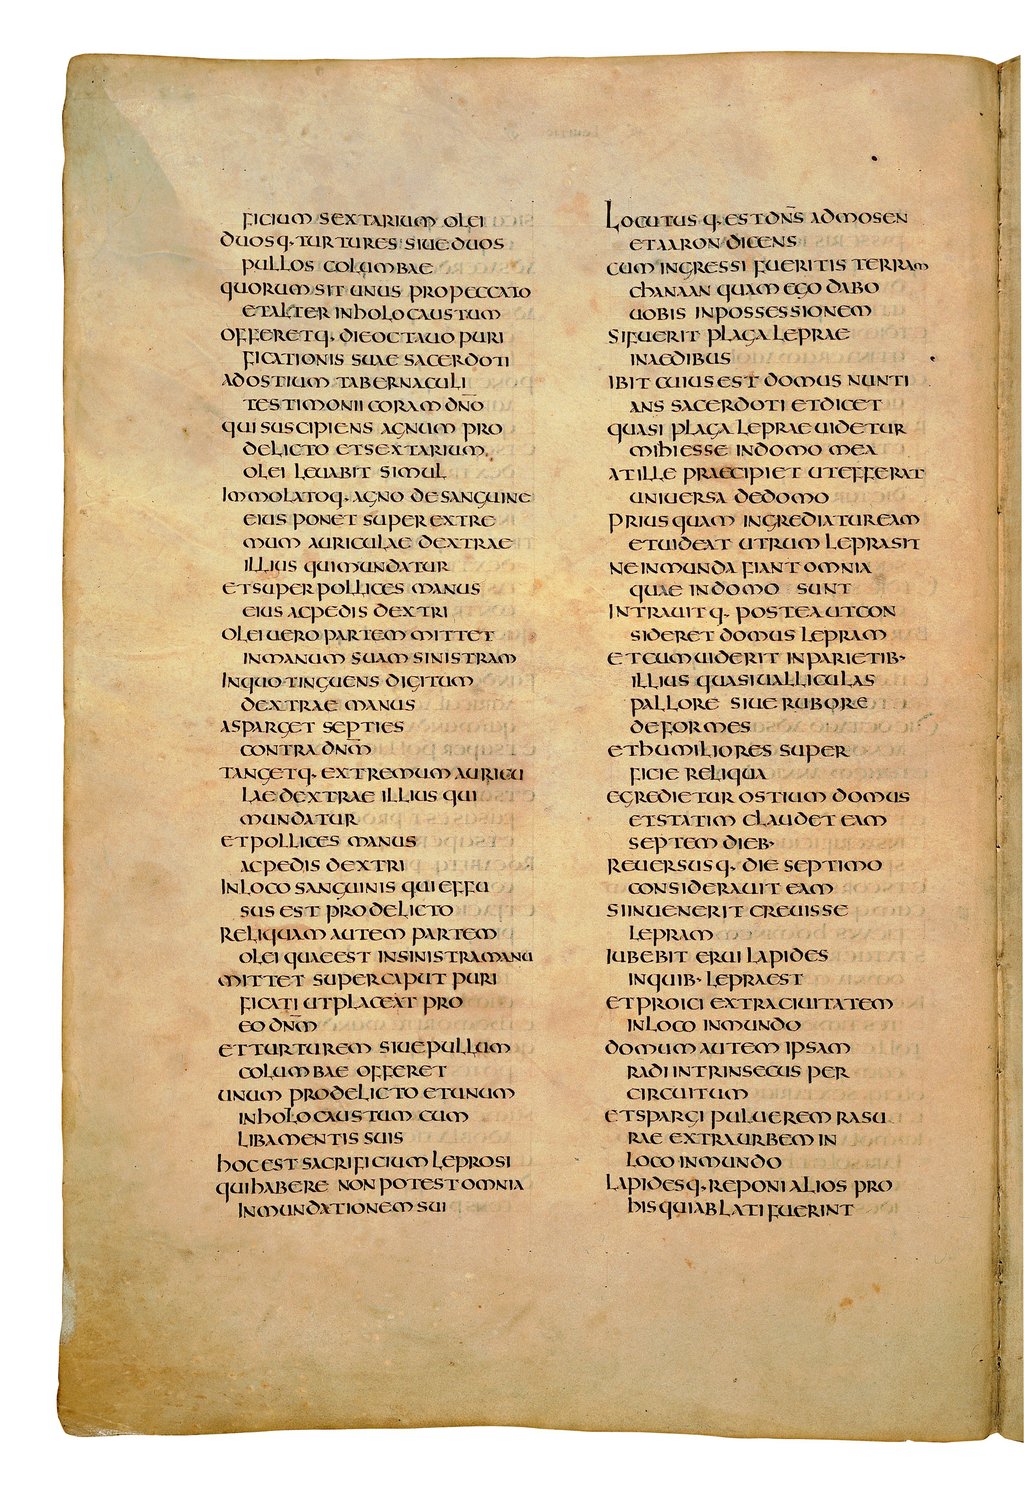 ficium sextarium olei
duosq· turtures siue duos
pullos columbae
quorum sit unus pro peccato
et alter in holocaustum
offeretq· die octauo puri
ficationis suae sacerdoti
ad ostium tabernaculi
testimonii coram dn̄o
qui suscipiens agnum pro
delicto et sextarium
olei leuabit simul
Immolatoq· agno de sanguine
eius ponet super extre
mum auriculae dextrae
illius qui mundatur
et super pollices manus
eius ac pedis dextri
olei uero partem mittet
in manum suam sinistram
Inquo tinguens digitum
dextrae manus
asparget septies
contra dn̄m
tangetq· extremum auricu
lae dextrae illius qui
mundatur
et pollices manus
ac pedis dextri
In loco sanguinis qui effu
sus est pro delicto
Reliquam autem partem
olei quae est in sinistra manu
mittet super caput puri
ficati ut placeat pro
eo dn̄m
et turturem siue pullum
columbae offeret
unum pro delicto et unum
in holocaustum cum
libamentis suis
hoc est sacrificium leprosi
qui habere non potest omnia
In mundationem sui
Locutusq· est dn̄s ad mosen
et aaron dicens
cum ingressi fueritis terram
chanaan quam ego dabo
uobis in possessionem
si fuerit plaga leprae
in aedibus
ibit cuius est domus nunti
ans sacerdoti et dicet
quasi plaga leprae uidetur
mihi esse in domo mea
at ille praecipiet ut efferat
uniuersa de domo
prius quam ingrediatur eam
et uideat utrum lepra sit
ne inmunda fiant omnia
quae in domo sunt
Intrauitq· postea ut con
sideret domus lepram
et cum uiderit in parietib·
illius quasi ualliculas
pallore siue rubore
deformes
et humiliores super
ficie reliqua
egredietur ostium domus
et statim claudet eam
septem dieb·
Reuersusq· die septimo
considerauit eam
si inuenerit creuisse
lepram
Iubebit erui lapides
in quib· lepra est
et proici extra ciuitatem
in loco inmundo
domum autem ipsam
radi intrinsecus per
circuitum
et spargi puluerem rasu
rae extra urbem in
loco inmundo
lapidesq· reponi alios pro
his qui ablati fuerint